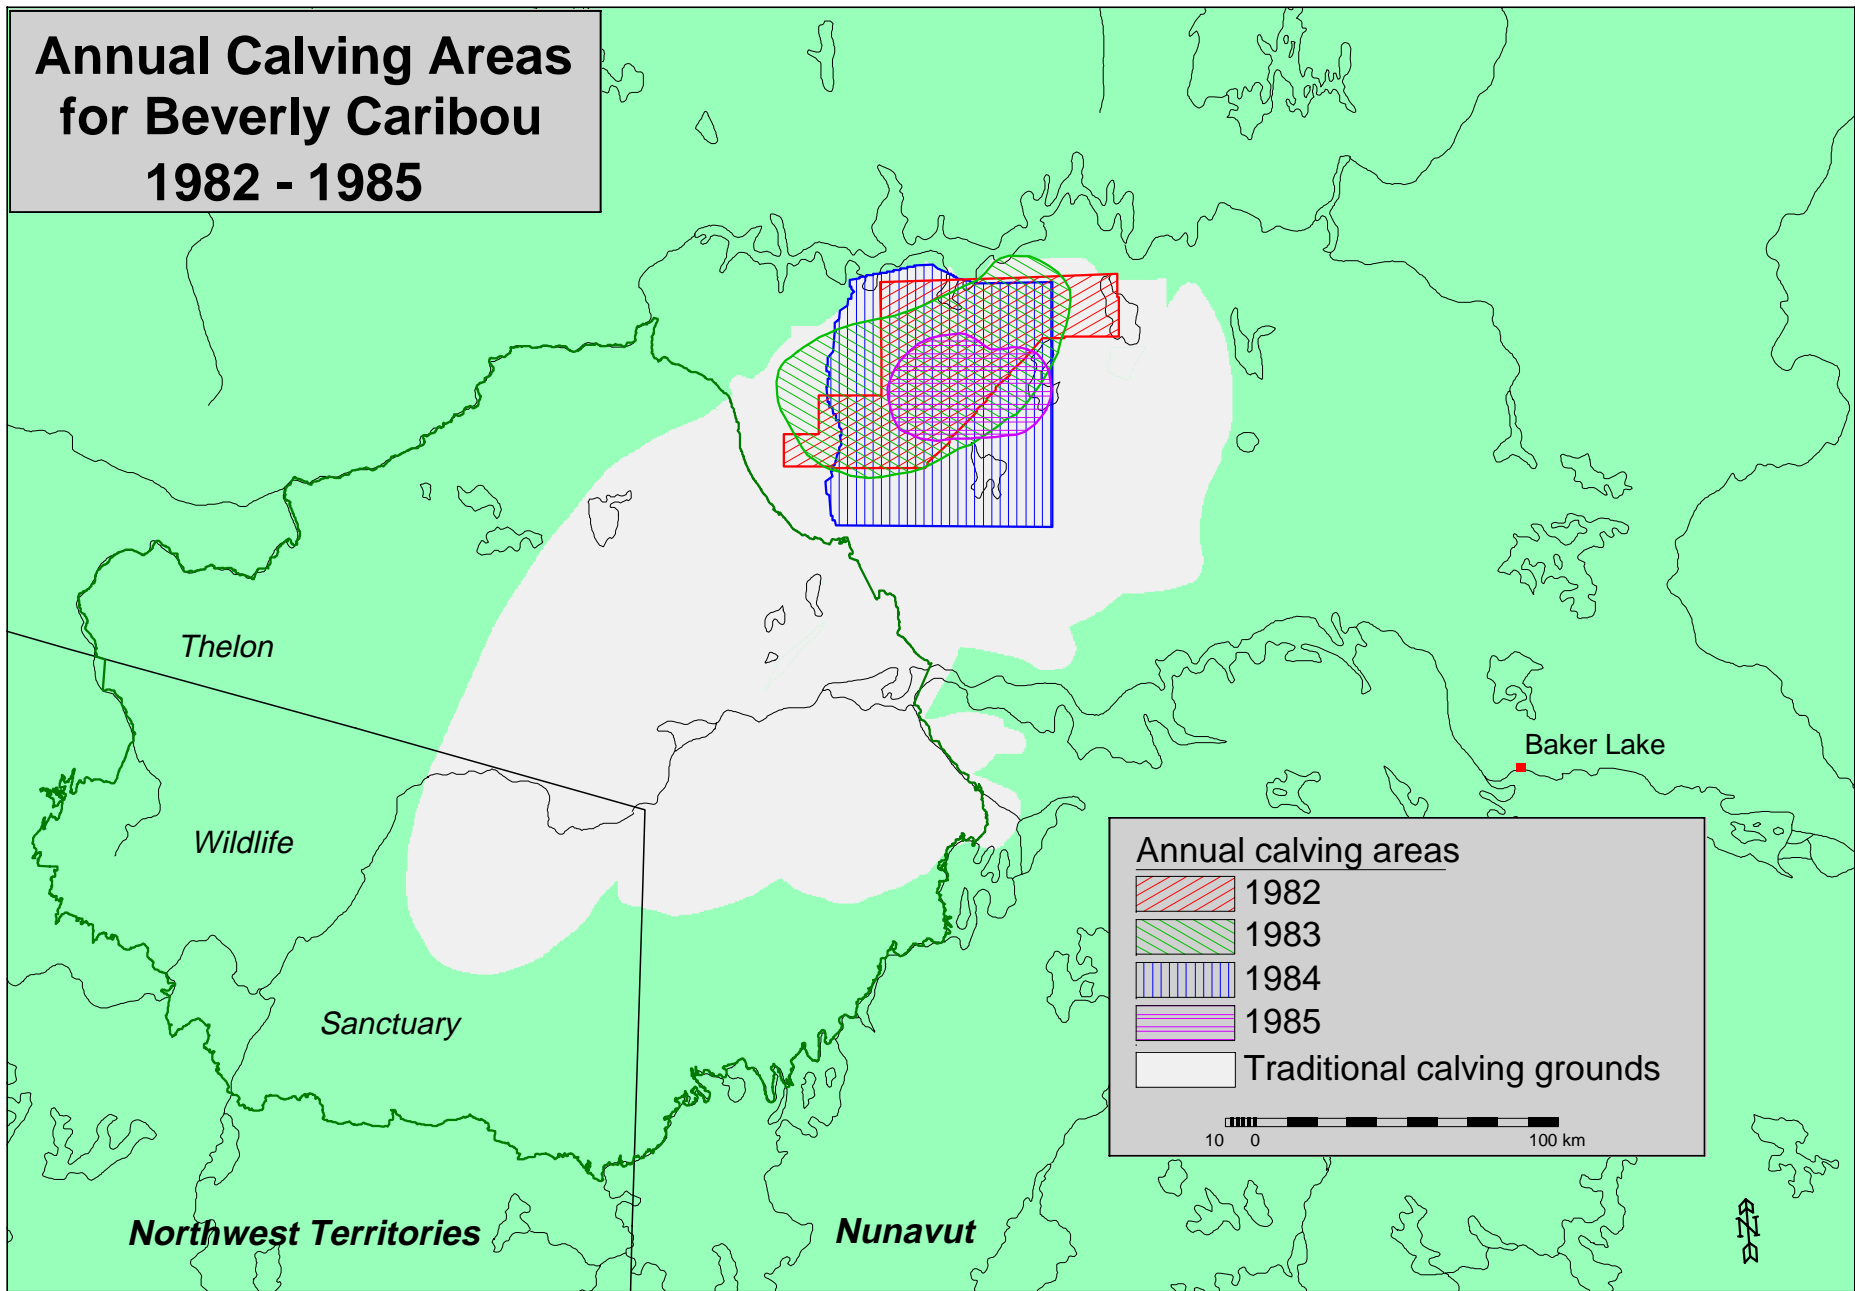 Annual Calving Areas
for Beverly Caribou
1982 - 1985
Thelon
Wildlife
Sanctuary
Baker Lake
Annual calving areas
1982
1983
1984
1985
Traditional calving grounds
10 0 100 km
Northwest Territories
Nunavut
N